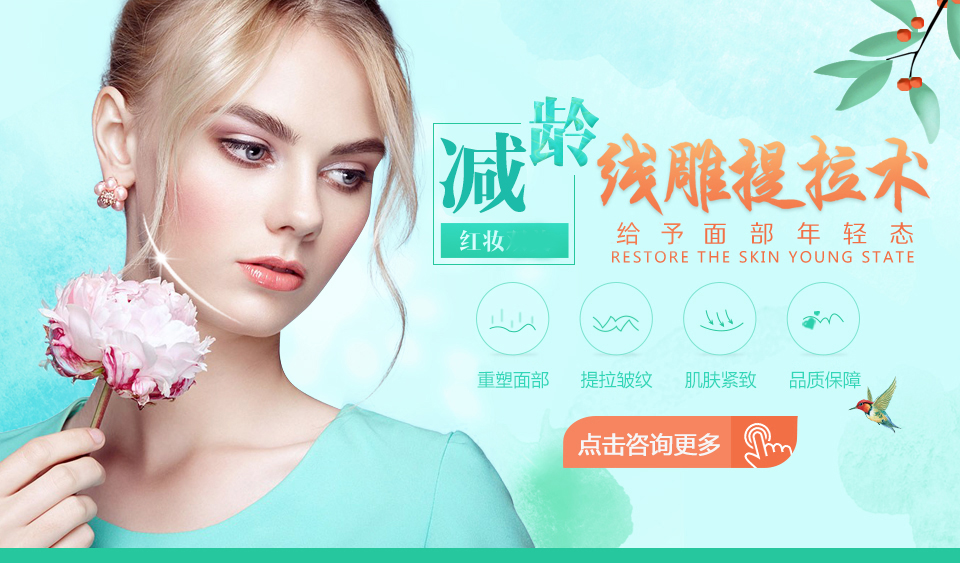 减龄
红妆
线雕提拉术
给予面部年轻态
RESTORE THE SKIN YOUNG STATE
重塑面部
提拉皱纹
肌肤紧致
品质保障
点击咨询更多